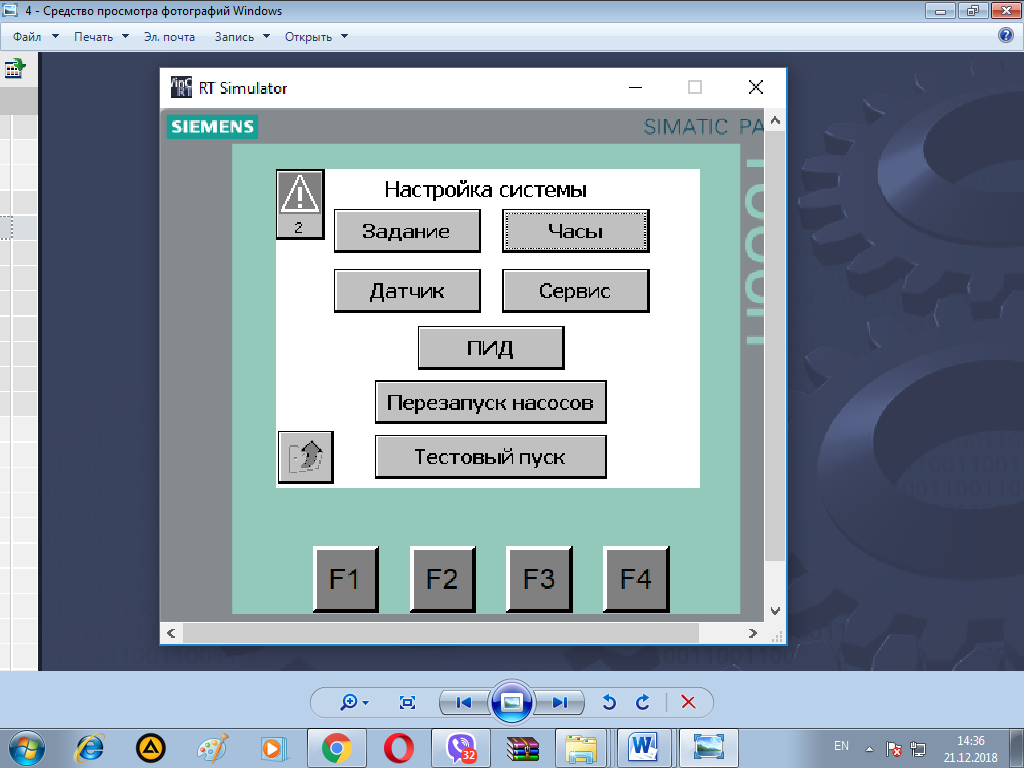 4 - Средство просмотра фотографий Windows
Файл Печать Эл. почта Запись Открыть
RT Simulator
SIEMENS
SIMATIC PA
Настройка системы
2
Задание Часы
Датчик Сервис
ПИД
Перезапуск насосов
Тестовый пуск
F1 F2 F3 F4
32
EN
14:36
21.12.2018